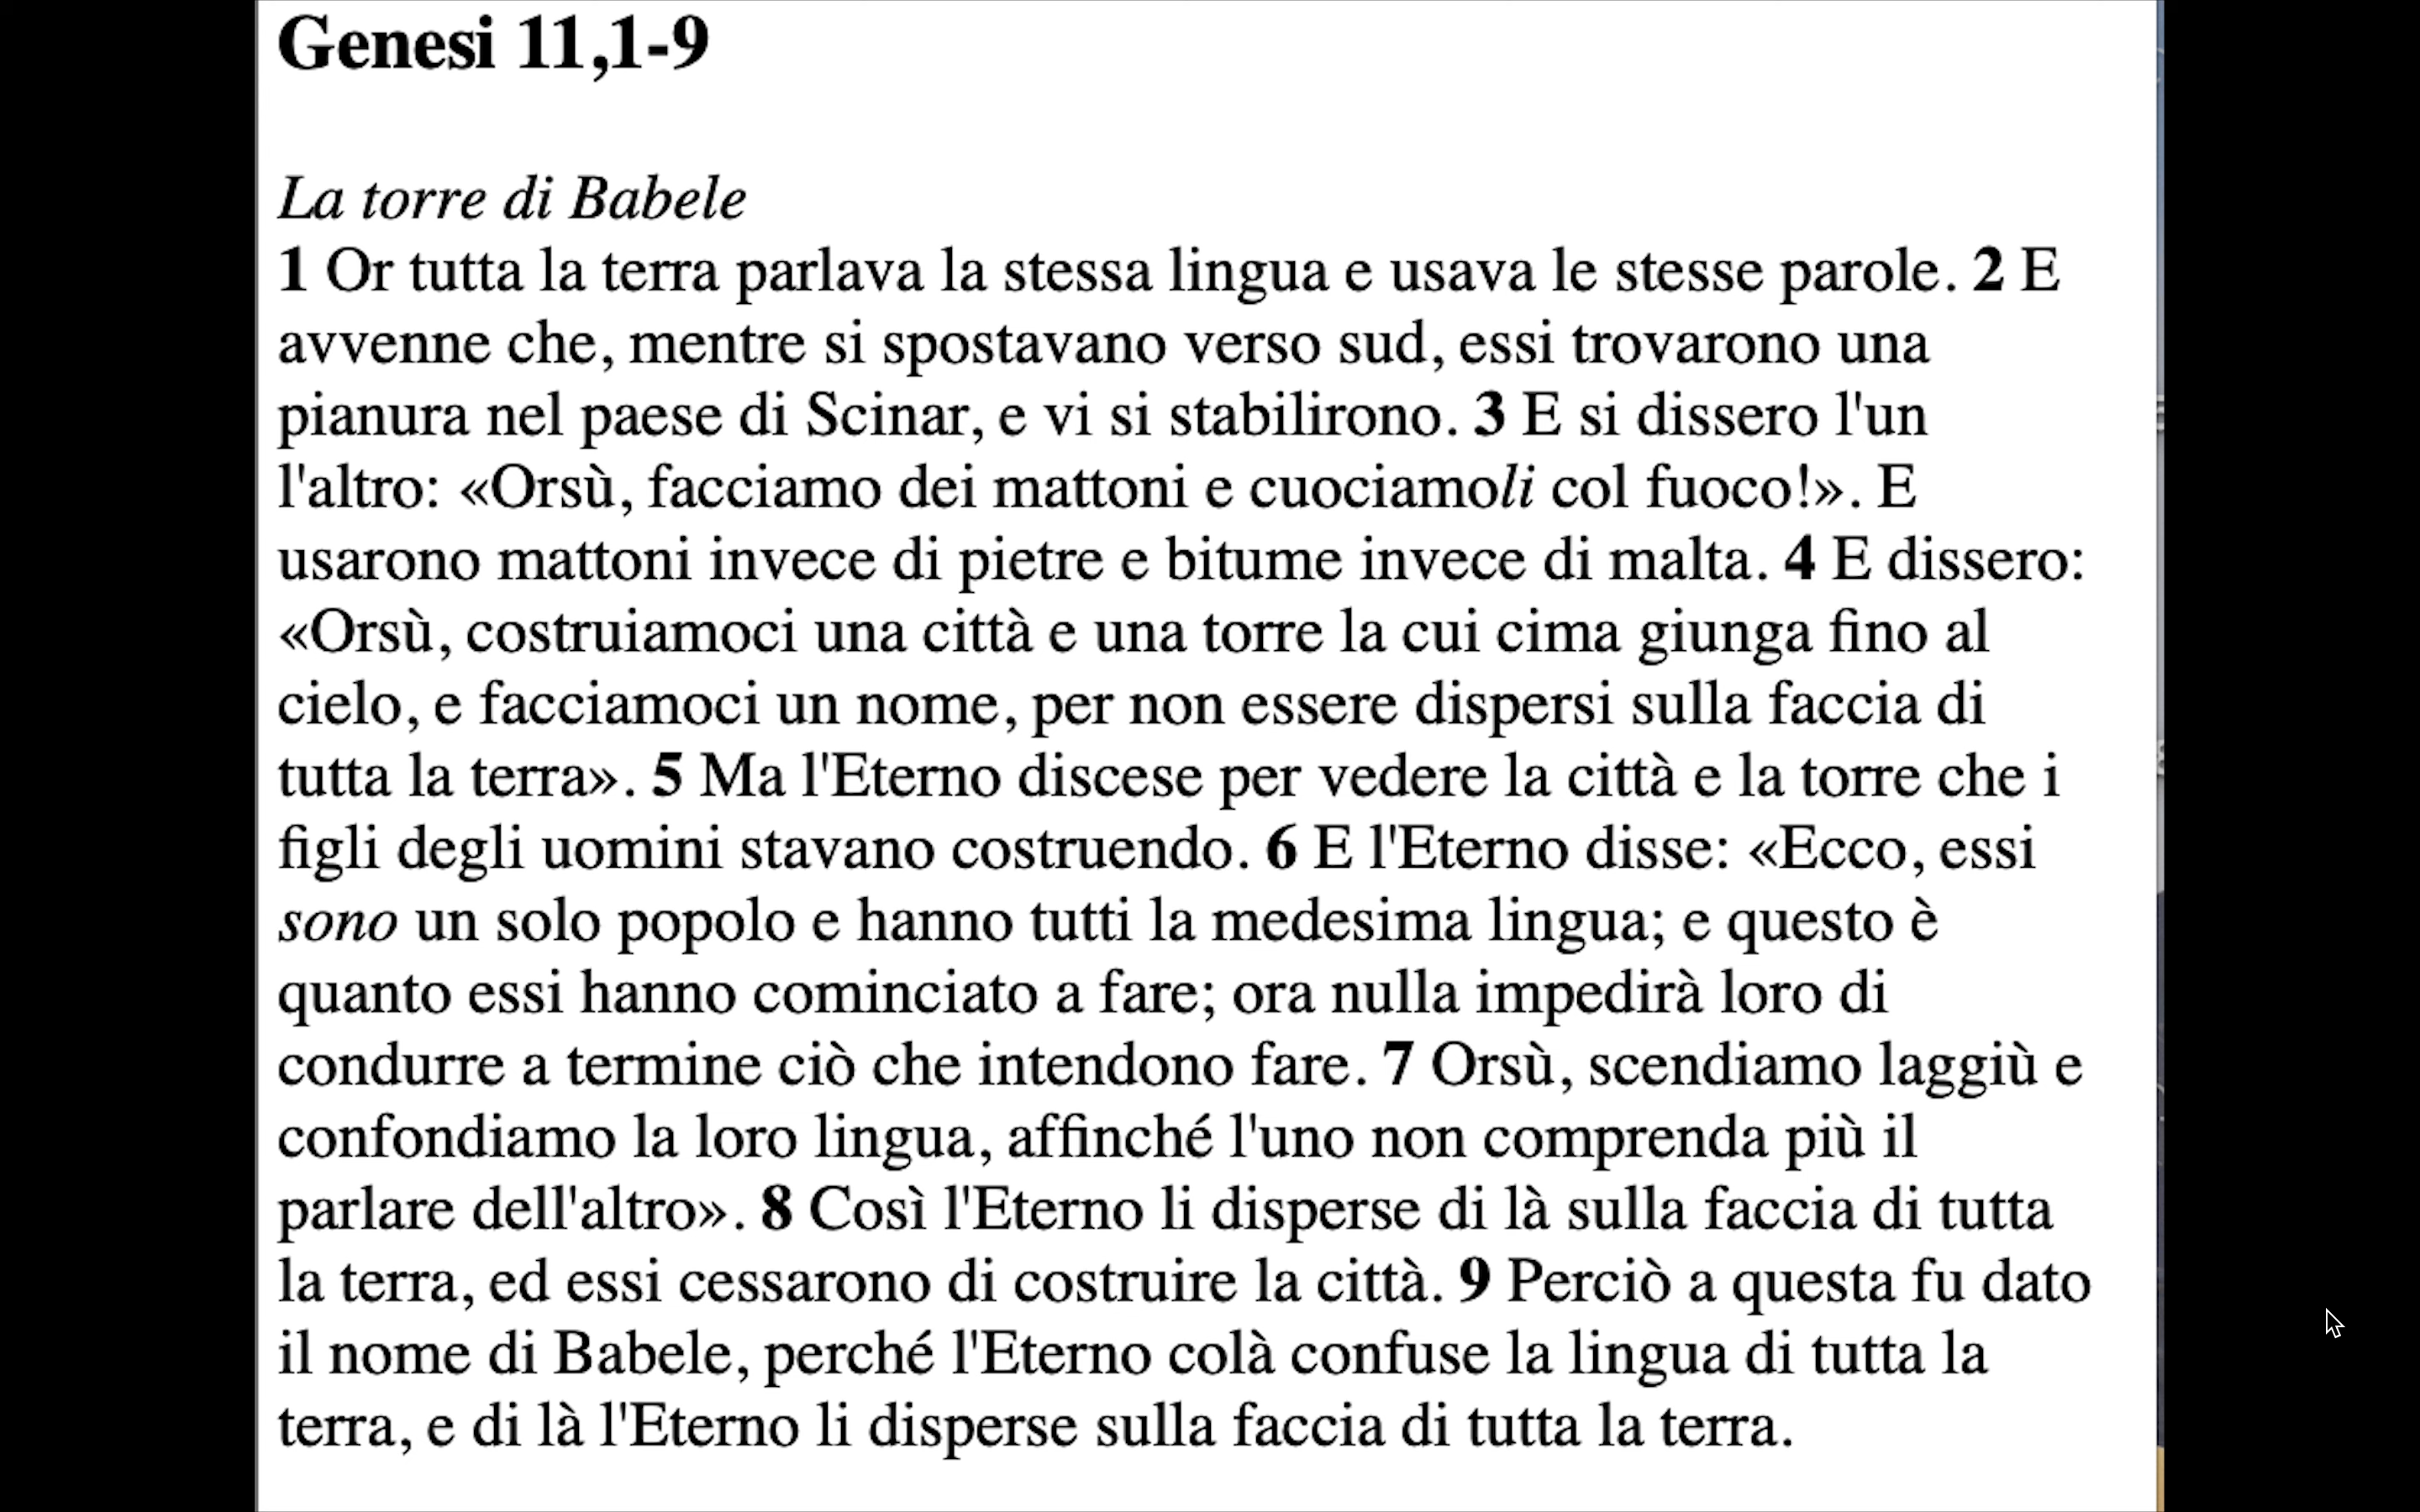 Genesi 11,1-9
La torre di Babele
1 Or tutta la terra parlava la stessa lingua e usava le stesse parole. 2 E
avvenne che, mentre si spostavano verso sud, essi trovarono una
pianura nel paese di Scinar, e vi si stabilirono. 3 E si dissero l'un
l'altro: «Orsù, facciamo dei mattoni e cuociamoli col fuoco!». E
usarono mattoni invece di pietre e bitume invece di malta. 4 E dissero:
«Orsù, costruiamoci una città e una torre la cui cima giunga fino al
cielo, e facciamoci un nome, per non essere dispersi sulla faccia di
tutta la terra». 5 Ma l'Eterno discese per vedere la città e la torre che i
figli degli uomini stavano costruendo. 6 E l'Eterno disse: «Ecco, essi
sono un solo popolo e hanno tutti la medesima lingua; e questo è
quanto essi hanno cominciato a fare; ora nulla impedirà loro di
condurre a termine ciò che intendono fare. 7 Orsù, scendiamo laggiù e
confondiamo la loro lingua, affinché l'uno non comprenda più il
parlare dell'altro». 8 Così l'Eterno li disperse di là sulla faccia di tutta
la terra, ed essi cessarono di costruire la città. 9 Perciò a questa fu dato
il nome di Babele, perché l'Eterno colà confuse la lingua di tutta la
terra, e di là l'Eterno li disperse sulla faccia di tutta la terra.